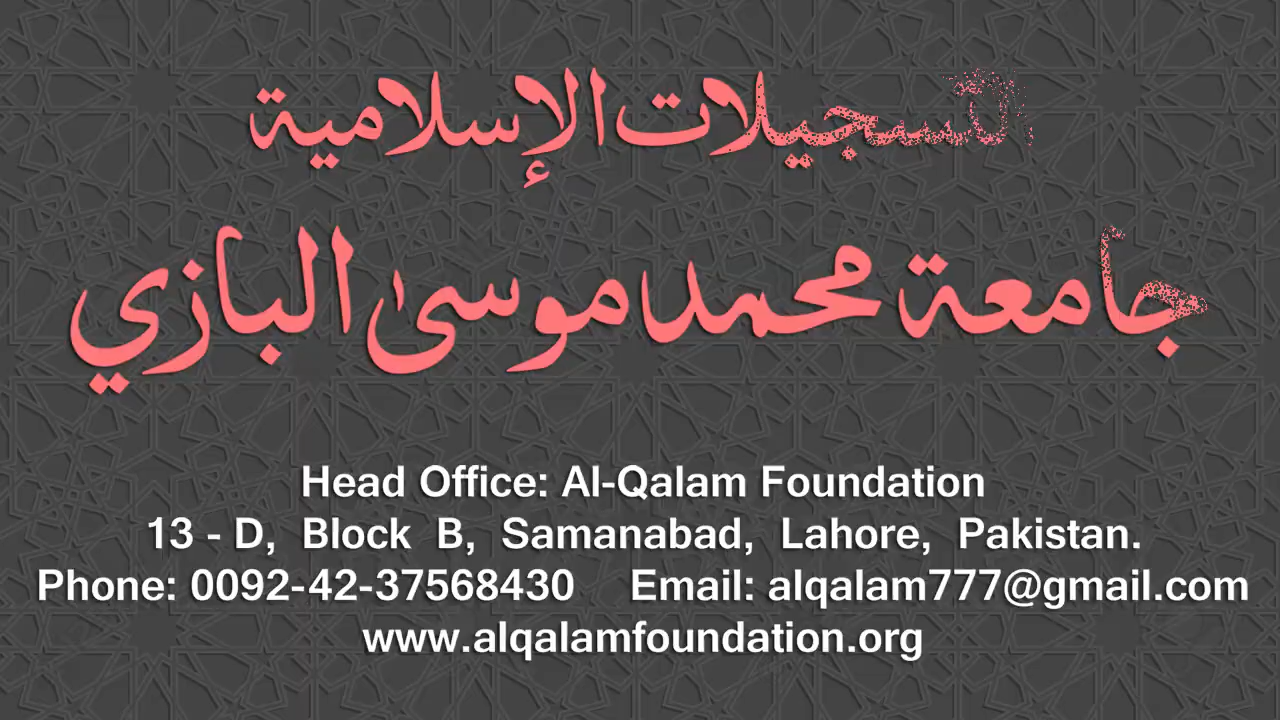 التسجيلات الإسلامية
جامعة محمد موسىٰ البازي
Head Office: Al-Qalam Foundation
13 - D, Block B, Samanabad, Lahore, Pakistan.
Phone: 0092-42-37568430 Email: alqalam777@gmail.com
www.alqalamfoundation.org